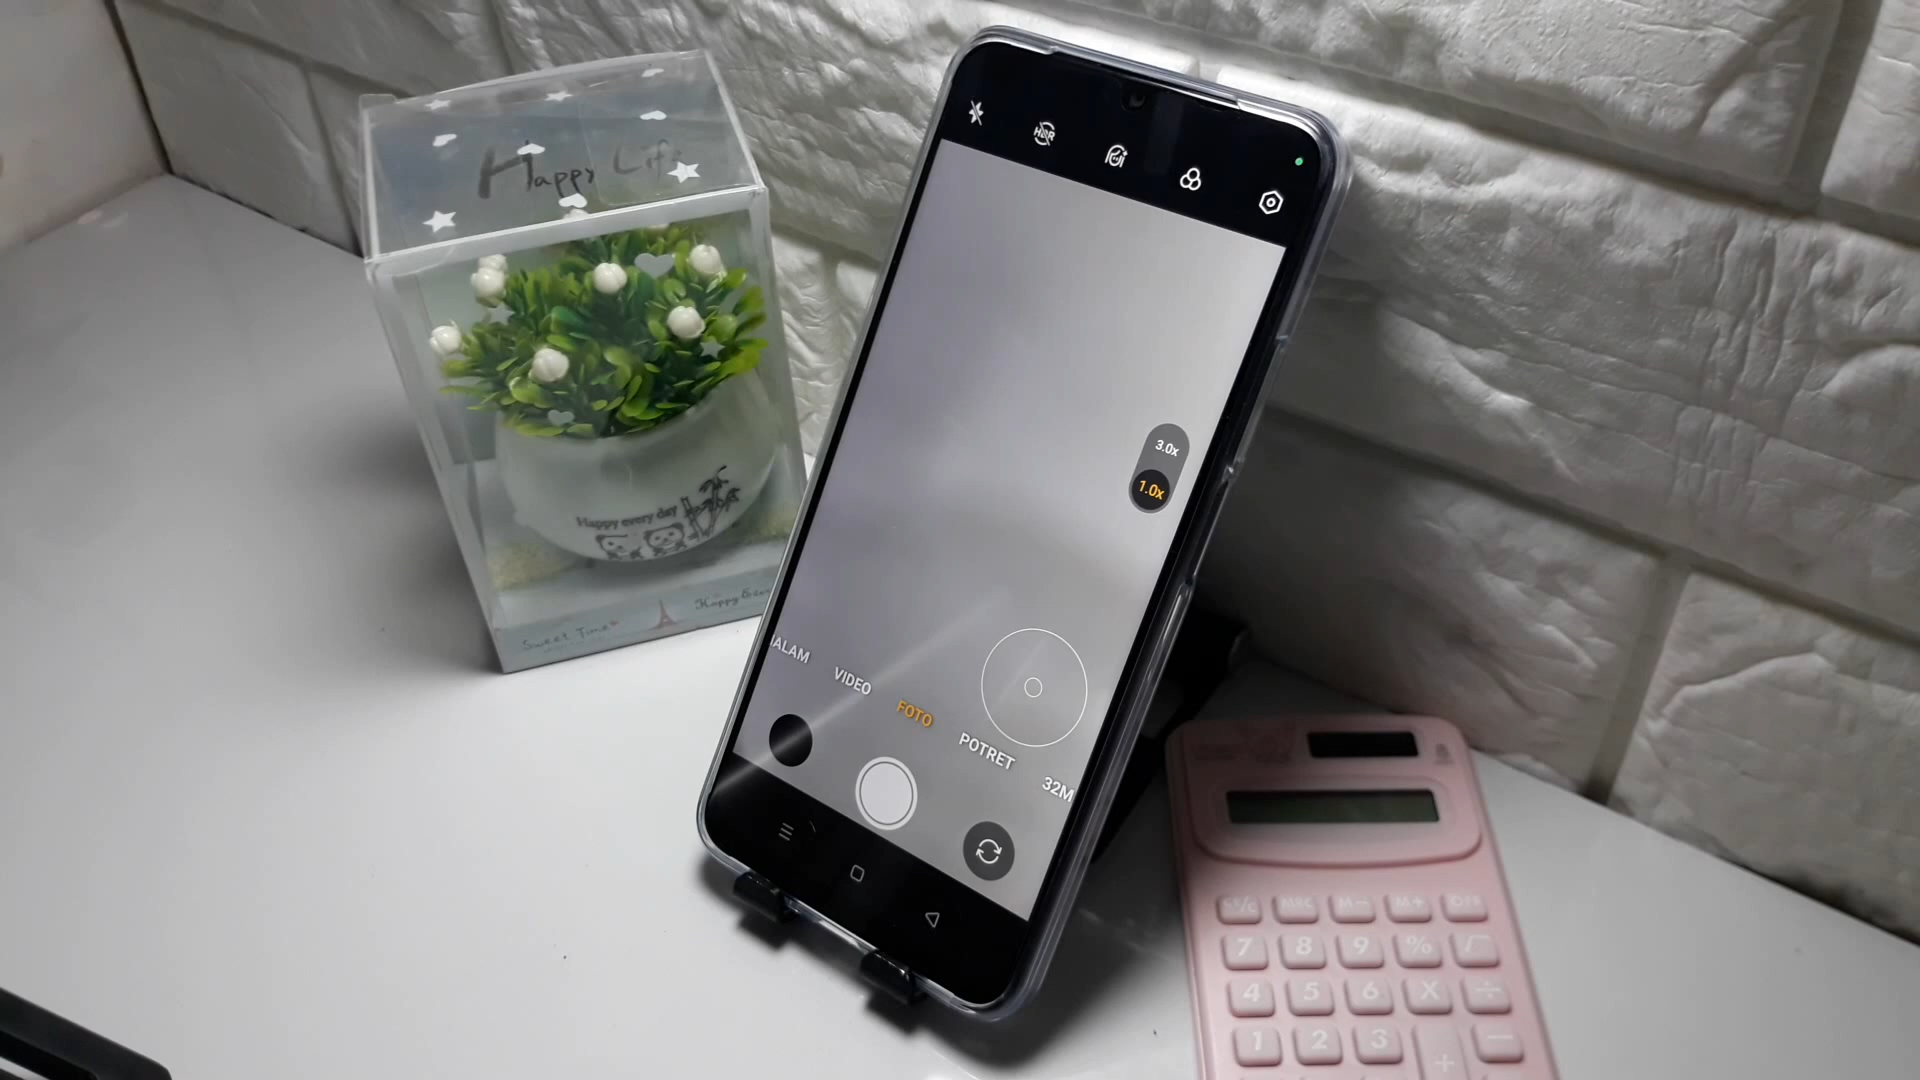 Happy Life
Happy every day
Sweet Time
HDR
3.0x
1.0x
VIDEO
FOTO
POTRET
32M
M-
M+
7 8 9 %
4 5 6 X ÷
1 2 3 −
+